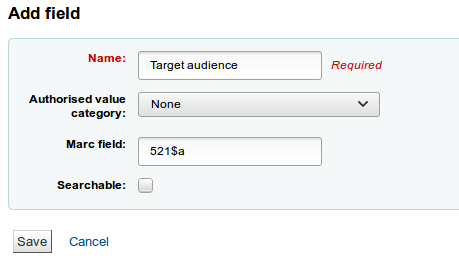 Add field
Name: Target audience Required
Authorised value category: None
Marc field: 521$a
Searchable:
Save Cancel